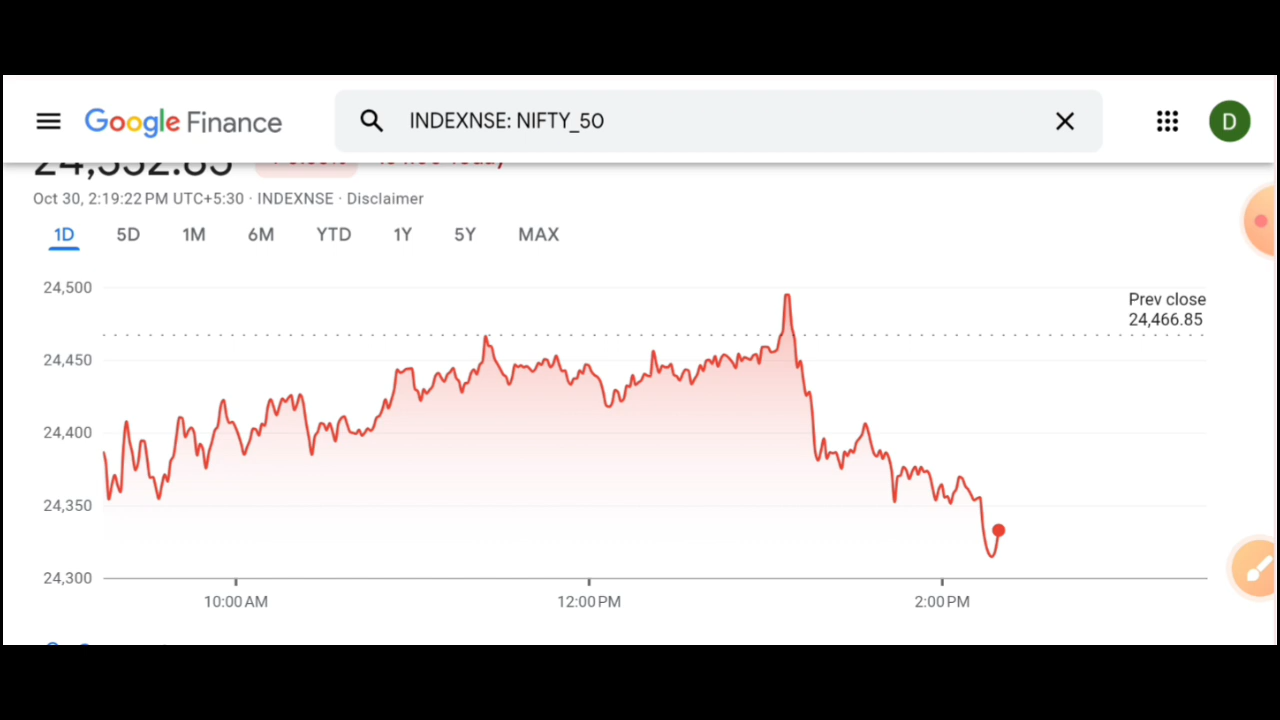 Google Finance
INDEXNSE: NIFTY_50
D
Oct 30, 2:19:22 PM UTC+5:30 · INDEXNSE · Disclaimer
1D 5D 1M 6M YTD 1Y 5Y MAX
24,500
Prev close
24,466.85
24,450
24,400
24,350
24,300
10:00 AM 12:00 PM 2:00 PM